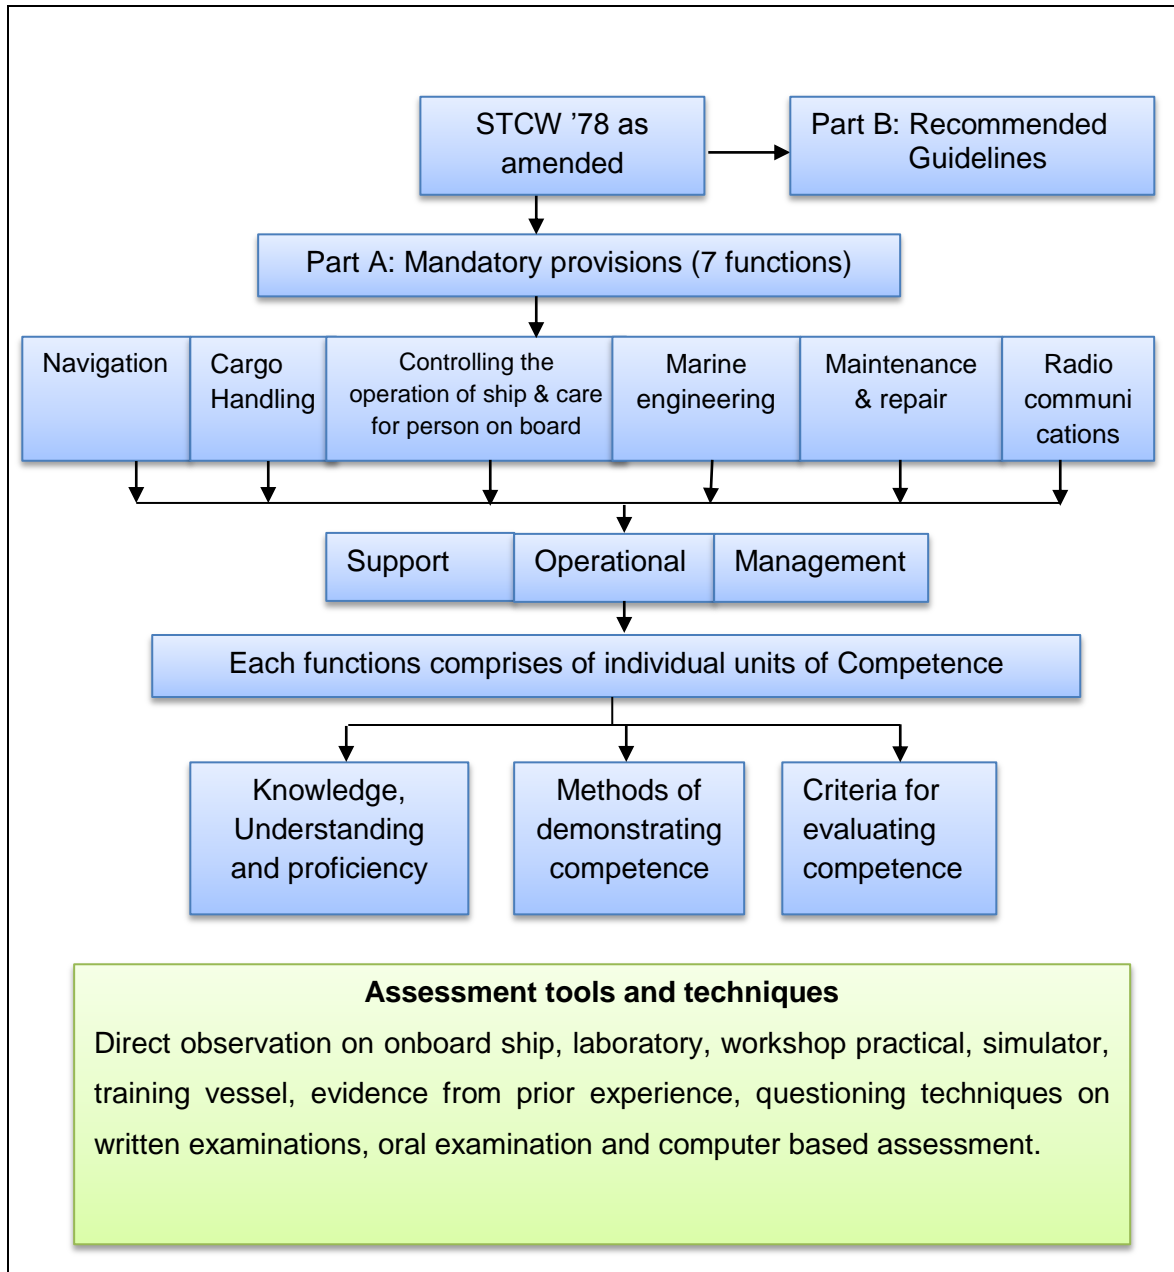 STCW ’78 as
amended
Part B: Recommended
Guidelines
Part A: Mandatory provisions (7 functions)
Navigation
Cargo
Handling
Controlling the
operation of ship & care
for person on board
Marine
engineering
Maintenance
& repair
Radio
communi
cations
Support
Operational
Management
Each functions comprises of individual units of Competence
Knowledge,
Understanding
and proficiency
Methods of
demonstrating
competence
Criteria for
evaluating
competence
Assessment tools and techniques
Direct observation on onboard ship, laboratory, workshop practical, simulator,
training vessel, evidence from prior experience, questioning techniques on
written examinations, oral examination and computer based assessment.